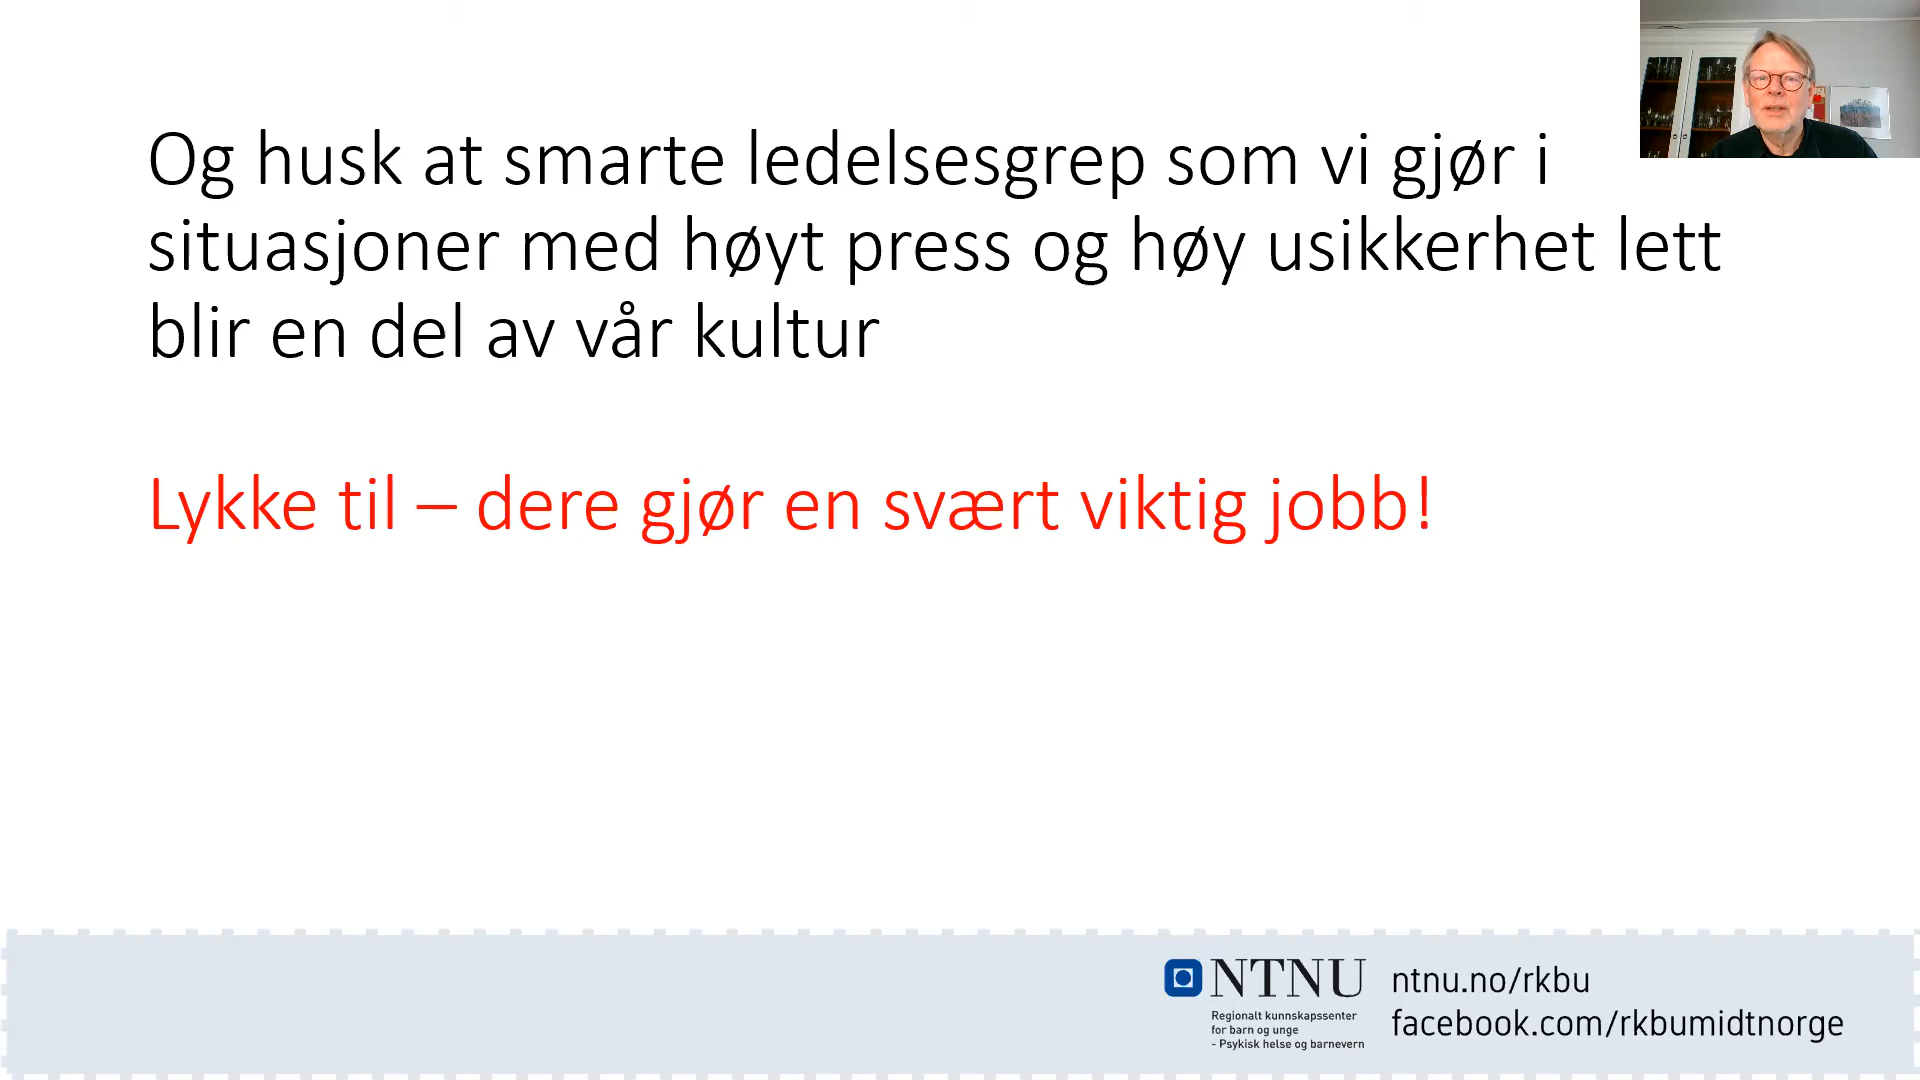 Og husk at smarte ledelsesgrep som vi gjør i
situasjoner med høyt press og høy usikkerhet lett
blir en del av vår kultur
Lykke til – dere gjør en svært viktig jobb!
NTNU
Regionalt kunnskapssenter
for barn og unge
- Psykisk helse og barnevern
ntnu.no/rkbu
facebook.com/rkbumidtnorge